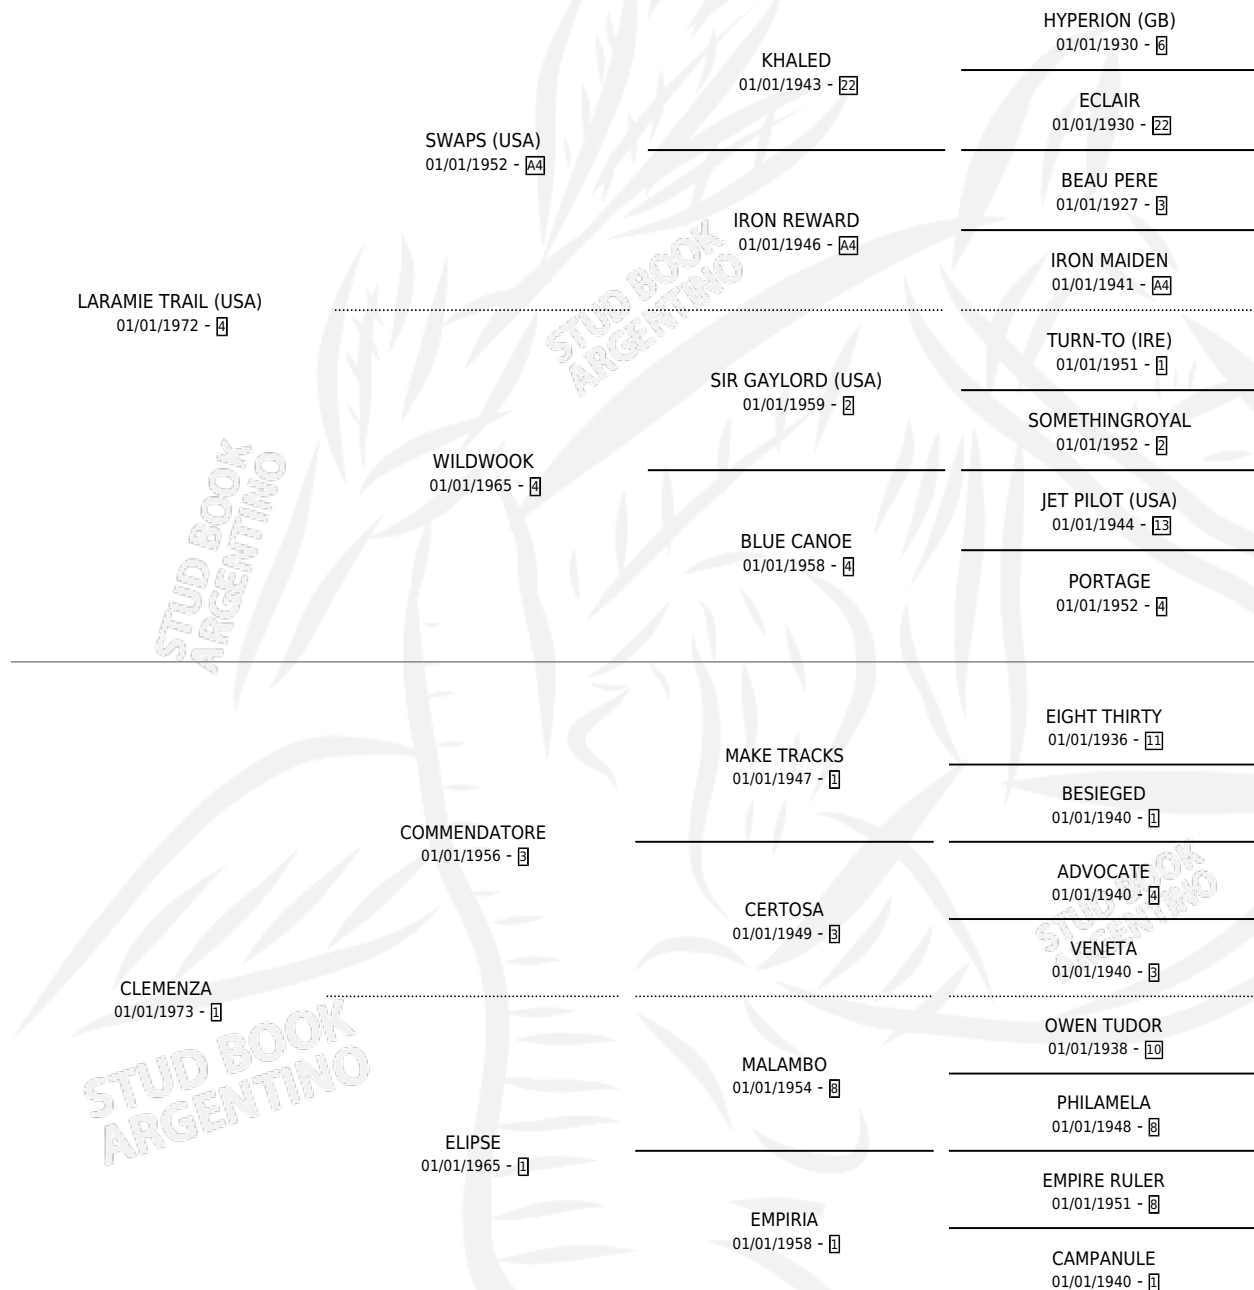 HYPERION (GB)
01/01/1930 - 6
KHALED
01/01/1943 - 22
ECLAIR
01/01/1930 - 22
SWAPS (USA)
01/01/1952 - A4
BEAU PERE
01/01/1927 - 3
IRON REWARD
01/01/1946 - A4
IRON MAIDEN
01/01/1941 - A4
LARAMIE TRAIL (USA)
01/01/1972 - 4
STUD BOOK
ARGENTINO
TURN-TO (IRE)
01/01/1951 - 1
SIR GAYLORD (USA)
01/01/1959 - 2
SOMETHINGROYAL
01/01/1952 - 2
WILDWOOK
01/01/1965 - 4
JET PILOT (USA)
01/01/1944 - 13
BLUE CANOE
01/01/1958 - 4
PORTAGE
01/01/1952 - 4
STUD BOOK
ARGENTINO
EIGHT THIRTY
01/01/1936 - 11
MAKE TRACKS
01/01/1947 - 1
BESIEGED
01/01/1940 - 1
COMMENDATORE
01/01/1956 - 3
ADVOCATE
01/01/1940 - 4
CERTOSA
01/01/1949 - 3
STUD BOOK
ARGENTINO
VENETA
01/01/1940 - 3
CLEMENZA
01/01/1973 - 1
STUD BOOK
ARGENTINO
OWEN TUDOR
01/01/1938 - 10
MALAMBO
01/01/1954 - 8
PHILAMELA
01/01/1948 - 8
ELIPSE
01/01/1965 - 1
EMPIRE RULER
01/01/1951 - 8
EMPIRIA
01/01/1958 - 1
CAMPANULE
01/01/1940 - 1